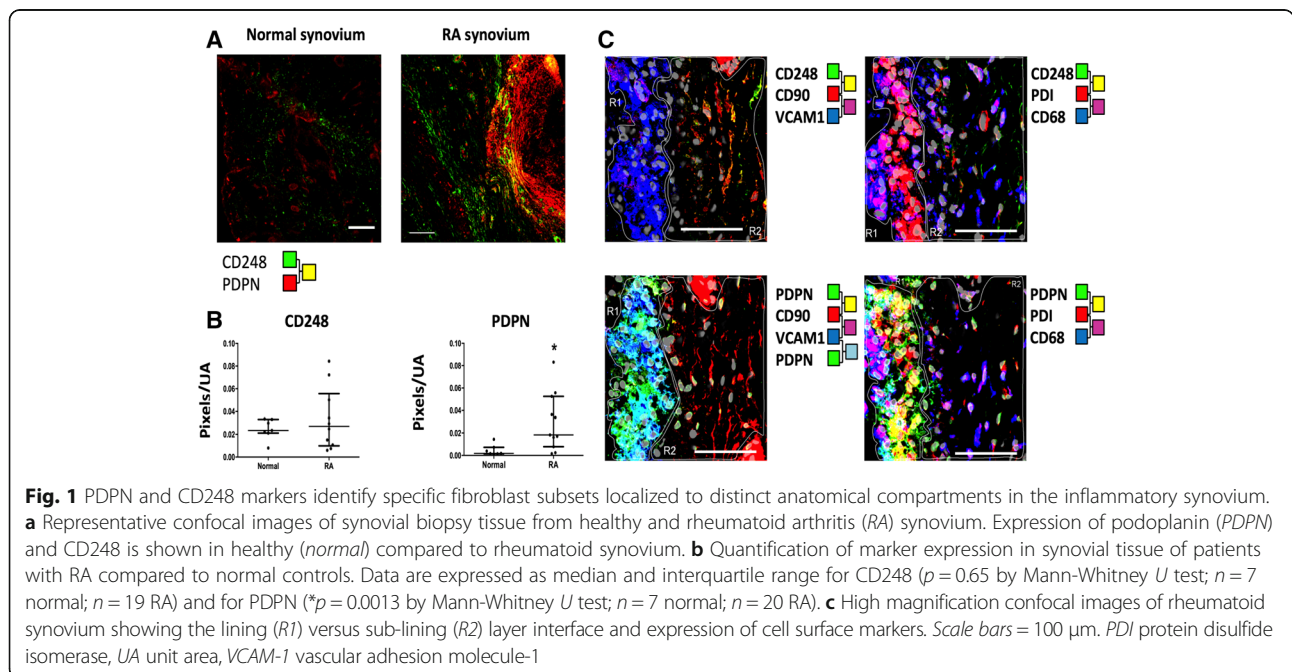 A
Normal synovium
RA synovium
CD248
PDPN
B
CD248
Pixels/UA
0.10
0.08
0.06
0.04
0.02
0.00
Normal
RA
PDPN
Pixels/UA
0.10
0.08
0.06
0.04
0.02
0.00
*
Normal
RA
C
R1
R2
CD248
CD90
VCAM1
R1
R2
CD248
PDI
CD68
R1
R2
PDPN
CD90
VCAM1
PDPN
R1
R2
PDPN
PDI
CD68
Fig. 1 PDPN and CD248 markers identify specific fibroblast subsets localized to distinct anatomical compartments in the inflammatory synovium.
a Representative confocal images of synovial biopsy tissue from healthy and rheumatoid arthritis (RA) synovium. Expression of podoplanin (PDPN)
and CD248 is shown in healthy (normal) compared to rheumatoid synovium. b Quantification of marker expression in synovial tissue of patients
with RA compared to normal controls. Data are expressed as median and interquartile range for CD248 (p = 0.65 by Mann-Whitney U test; n = 7
normal; n = 19 RA) and for PDPN (*p = 0.0013 by Mann-Whitney U test; n = 7 normal; n = 20 RA). c High magnification confocal images of rheumatoid
synovium showing the lining (R1) versus sub-lining (R2) layer interface and expression of cell surface markers. Scale bars = 100 μm. PDI protein disulfide
isomerase, UA unit area, VCAM-1 vascular adhesion molecule-1